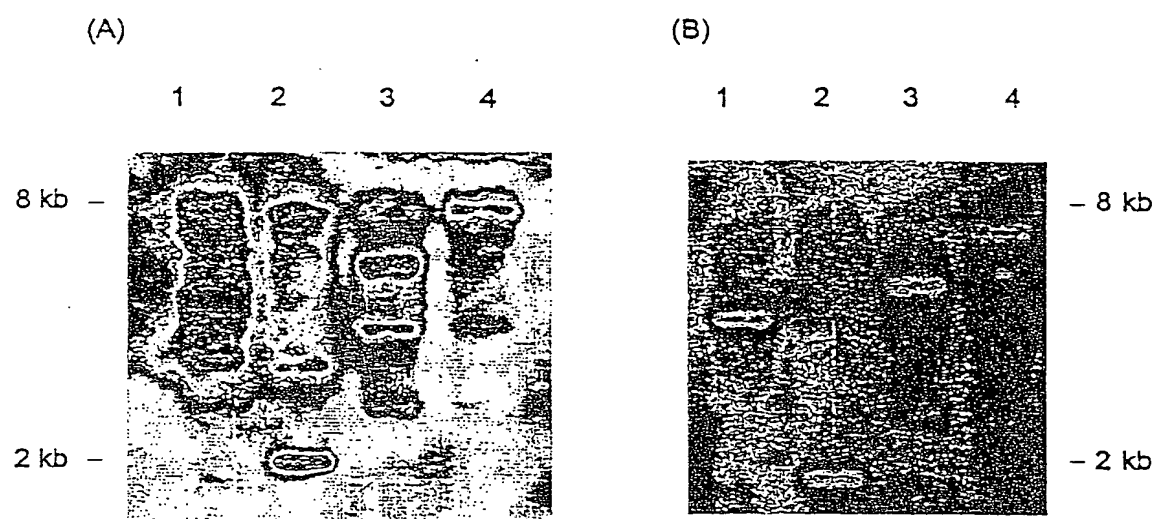 (A) (B)
1 2 3 4 1 2 3 4
8 kb – – 8 kb
2 kb – – 2 kb